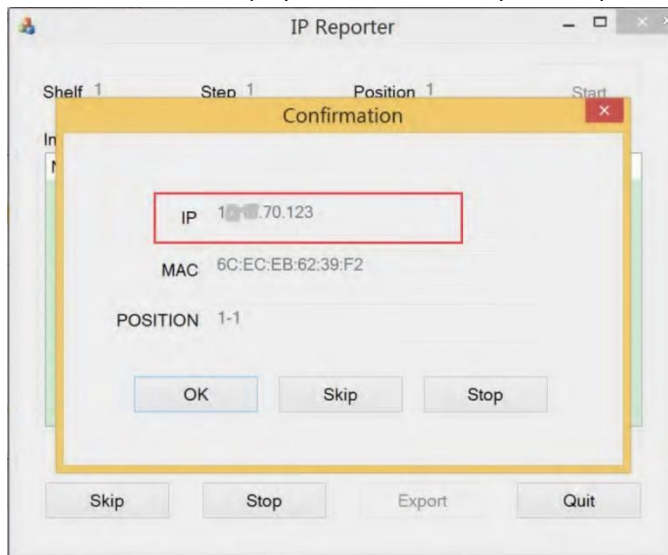 IP Reporter
Shelf 1 Step 1 Position 1 Start
Confirmation
IP .70.123
MAC 6C:EC:EB:62:39:F2
POSITION 1-1
OK Skip Stop
Skip Stop Export Quit